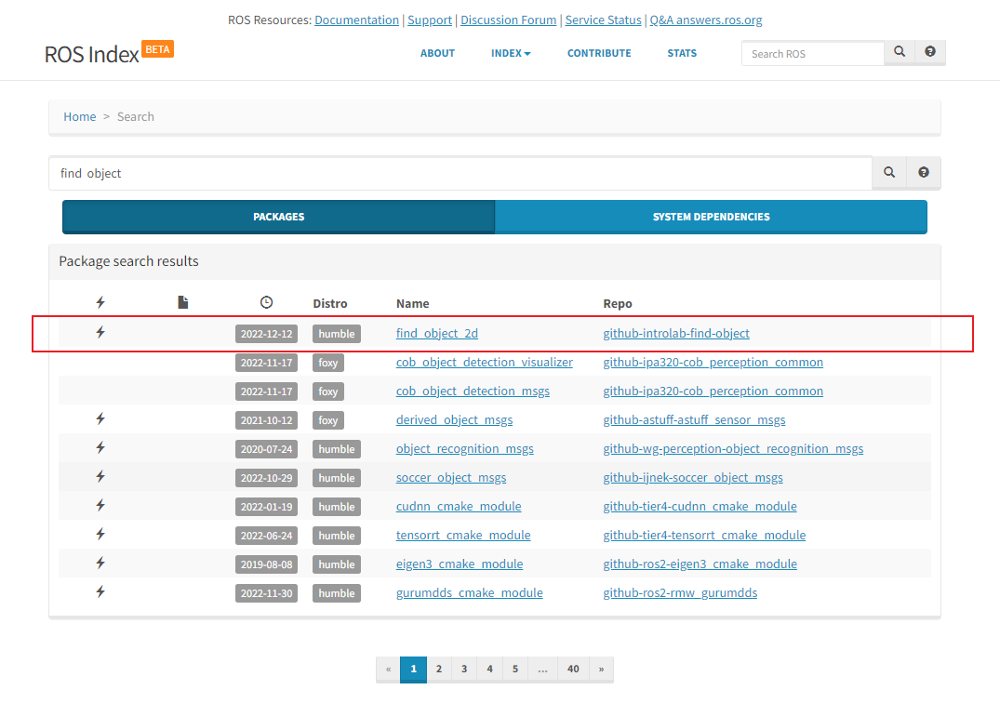 ROS Resources: Documentation | Support | Discussion Forum | Service Status | Q&A answers.ros.org
ROS Index BETA
ABOUT INDEX CONTRIBUTE STATS Search ROS
Home > Search
find object
PACKAGES SYSTEM DEPENDENCIES
Package search results
Distro Name Repo
2022-12-12 humble find_object_2d github-introlab-find-object
2022-11-17 foxy cob_object_detection_visualizer github-ipa320-cob_perception_common
2022-11-17 foxy cob_object_detection_msgs github-ipa320-cob_perception_common
2021-10-12 foxy derived_object_msgs github-astuff-astuff_sensor_msgs
2020-07-24 humble object_recognition_msgs github-wg-perception-object_recognition_msgs
2022-10-29 humble soccer_object_msgs github-ijnek-soccer_object_msgs
2022-01-19 humble cudnn_cmake_module github-tier4-cudnn_cmake_module
2022-06-24 humble tensorrt_cmake_module github-tier4-tensorrt_cmake_module
2019-08-08 humble eigen3_cmake_module github-ros2-eigen3_cmake_module
2022-11-30 humble gurumdds_cmake_module github-ros2-rmw_gurumdds
« 1 2 3 4 5 ... 40 »